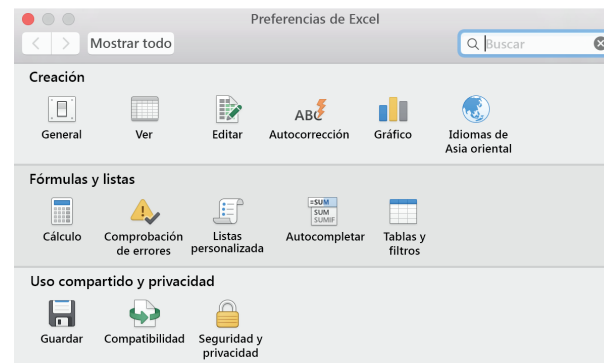 Preferencias de Excel
Mostrar todo
Buscar
Creación
General Ver Editar Autocorrección Gráfico Idiomas de
Asia oriental
ABC
Fórmulas y listas
=SUM
SUM
SUMIF
Cálculo Comprobación Listas Autocompletar Tablas y
de errores personalizada filtros
Uso compartido y privacidad
Guardar Compatibilidad Seguridad y
privacidad